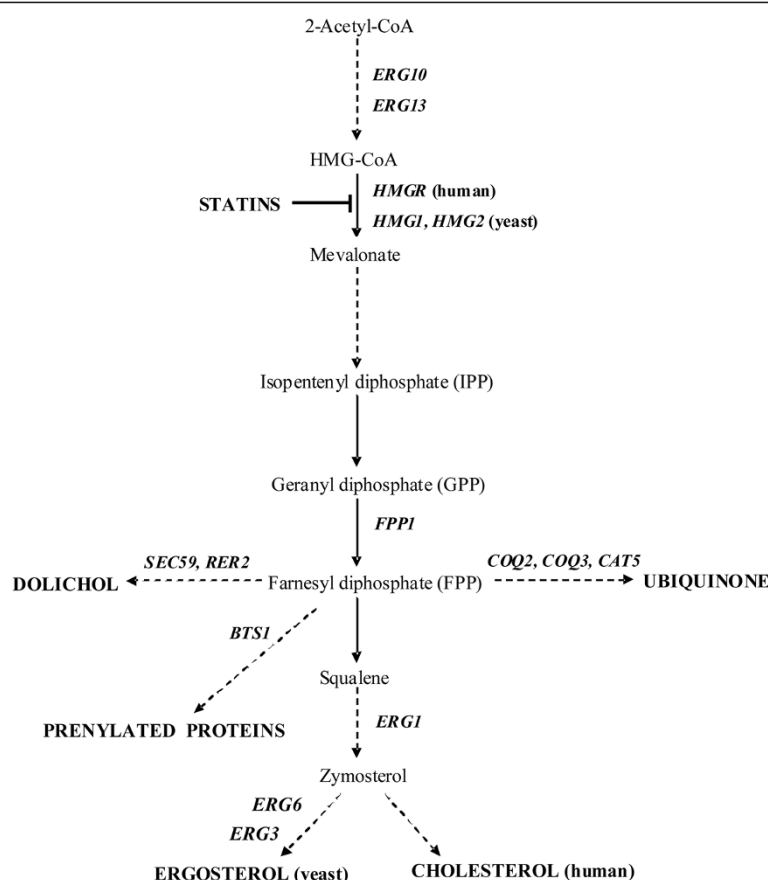 2-Acetyl-CoA
ERG10
ERG13
HMG-CoA
HMGR (human)
STATINS
HMG1, HMG2 (yeast)
Mevalonate
Isopentenyl diphosphate (IPP)
Geranyl diphosphate (GPP)
FPP1
SEC59, RER2
COQ2, COQ3, CAT5
DOLICHOL
Farnesyl diphosphate (FPP)
UBIQUINONE
BTS1
Squalene
PRENYLATED PROTEINS
ERG1
Zymosterol
ERG6
ERG3
ERGOSTEROL (yeast)
CHOLESTEROL (human)